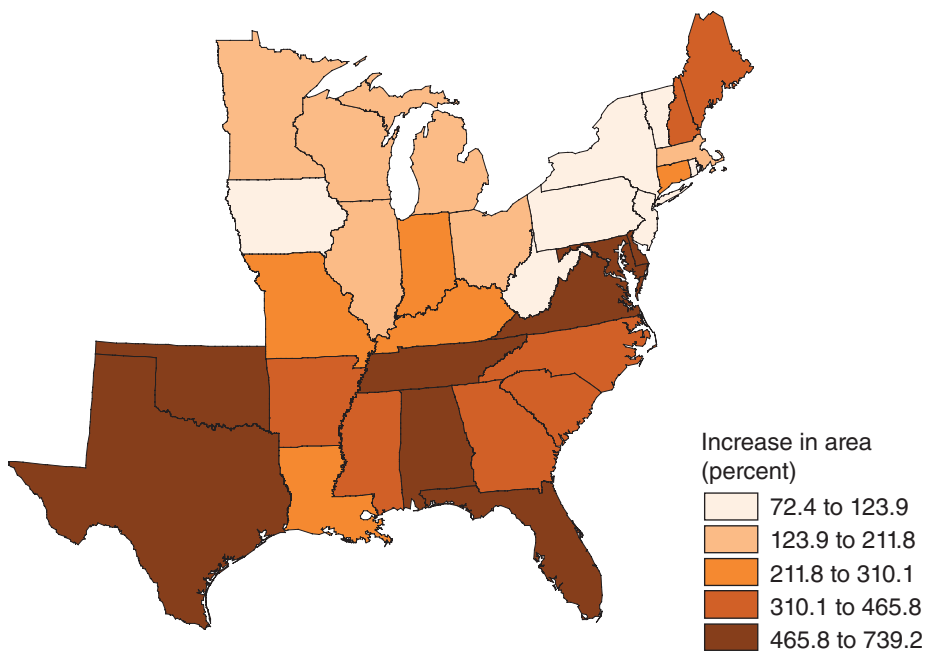 Increase in area
(percent)
72.4 to 123.9
123.9 to 211.8
211.8 to 310.1
310.1 to 465.8
465.8 to 739.2